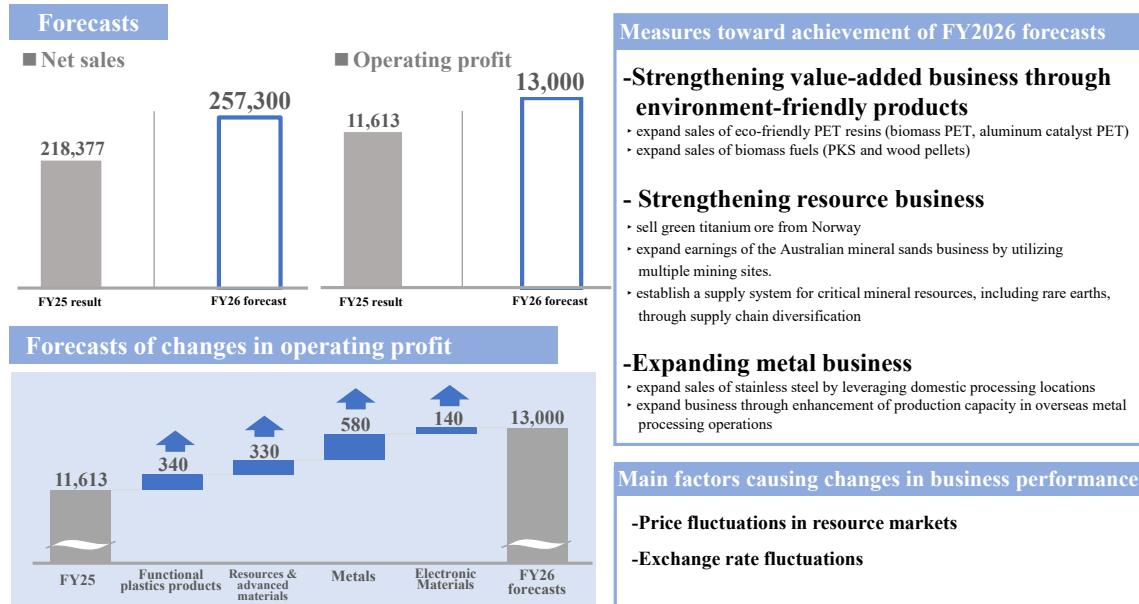 Forecasts
■ Net sales
218,377
257,300
FY25 result
FY26 forecast
■ Operating profit
11,613
13,000
FY25 result
FY26 forecast
Forecasts of changes in operating profit
11,613
340
330
580
140
13,000
FY25
Functional
plastics products
Resources &
advanced
materials
Metals
Electronic
Materials
FY26
forecasts
Measures toward achievement of FY2026 forecasts
-Strengthening value-added business through
environment-friendly products
‣ expand sales of eco-friendly PET resins (biomass PET, aluminum catalyst PET)
‣ expand sales of biomass fuels (PKS and wood pellets)
- Strengthening resource business
‣ sell green titanium ore from Norway
‣ expand earnings of the Australian mineral sands business by utilizing
multiple mining sites.
‣ establish a supply system for critical mineral resources, including rare earths,
through supply chain diversification
-Expanding metal business
‣ expand sales of stainless steel by leveraging domestic processing locations
‣ expand business through enhancement of production capacity in overseas metal
processing operations
Main factors causing changes in business performance
-Price fluctuations in resource markets
-Exchange rate fluctuations